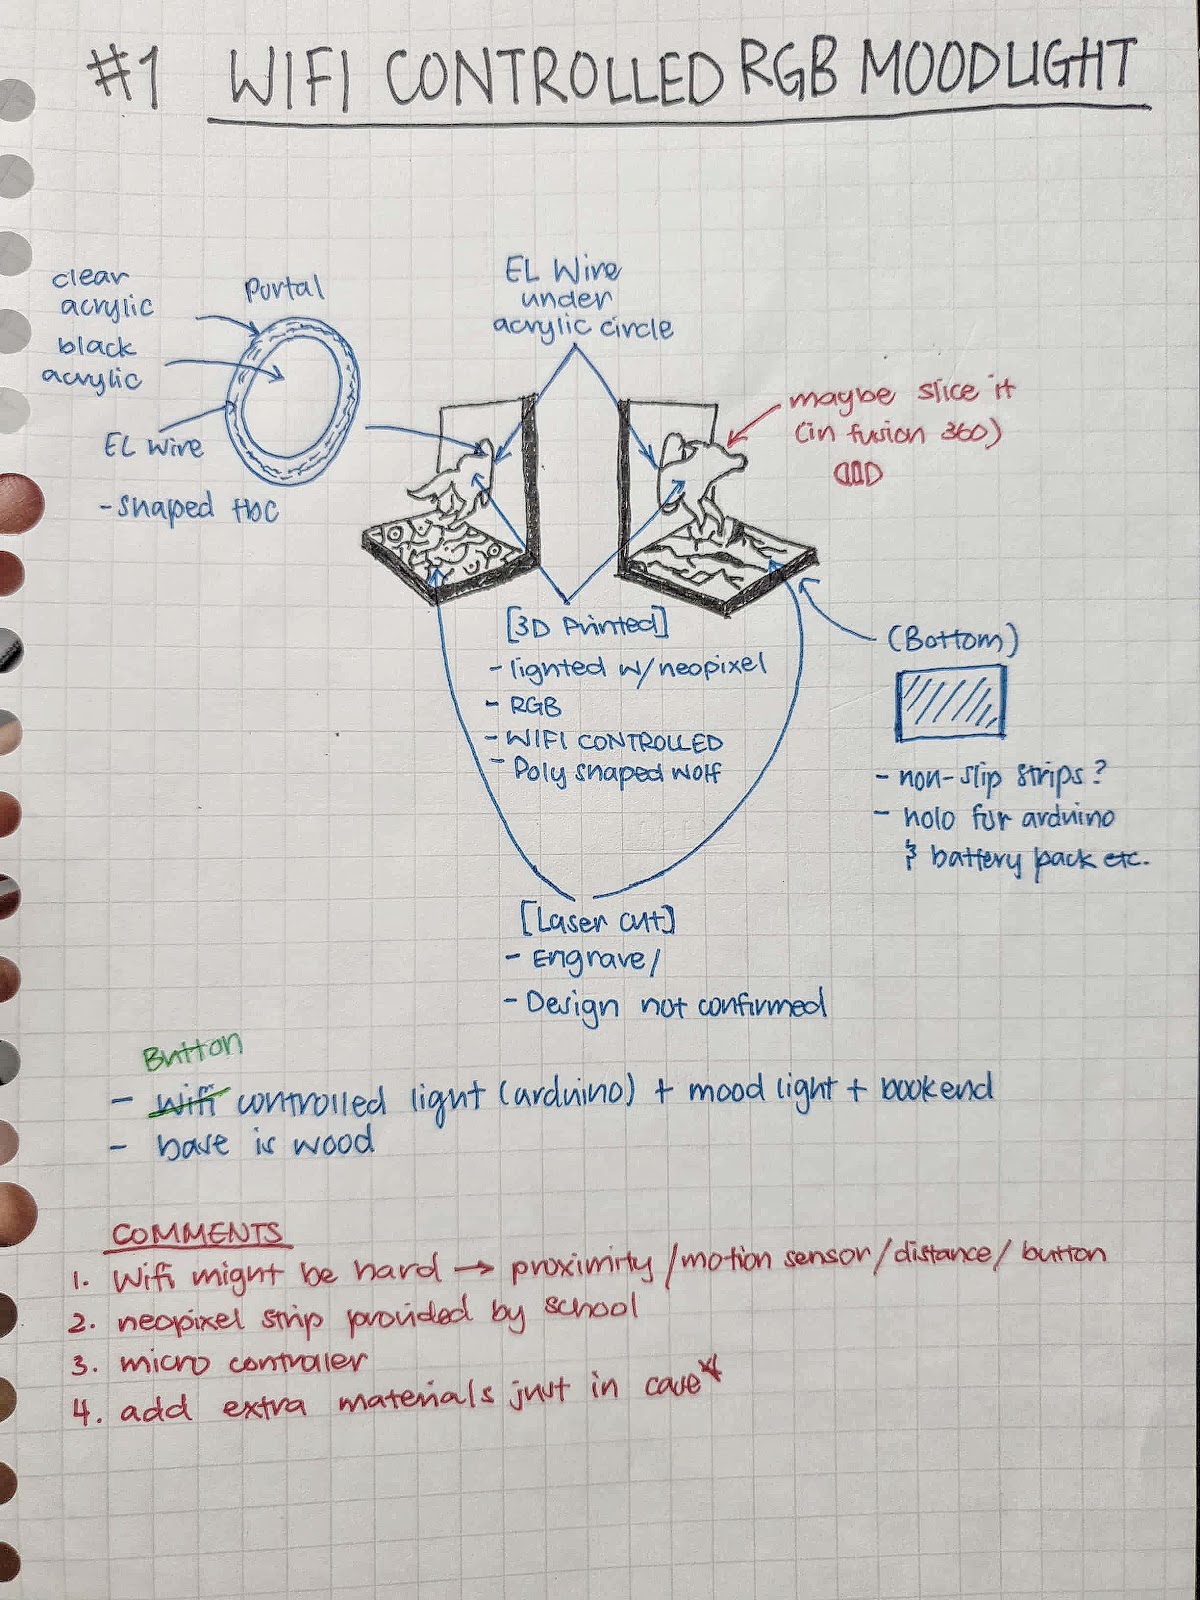 #1 WIFI CONTROLLED RGB MOODLIGHT
clear
acrylic
black
acrylic
Portal
EL Wire
- shaped tbc
EL Wire
under
acrylic circle
maybe slice it
(in fusion 360)
[3D Printed]
- lighted w/neopixel
- RGB
- WIFI CONTROLLED
- Poly shaped wolf
(Bottom)
- non-slip strips?
- holo for arduino
& battery pack etc.
[Laser cut]
- Engrave/
- Design not confirmed
Button
- wifi controlled light (arduino) + mood light + bookend
- base is wood
COMMENTS
1. Wifi might be hard → proximity/motion sensor/distance/button
2. neopixel strip provided by school
3. micro controller
4. add extra materials just in case*